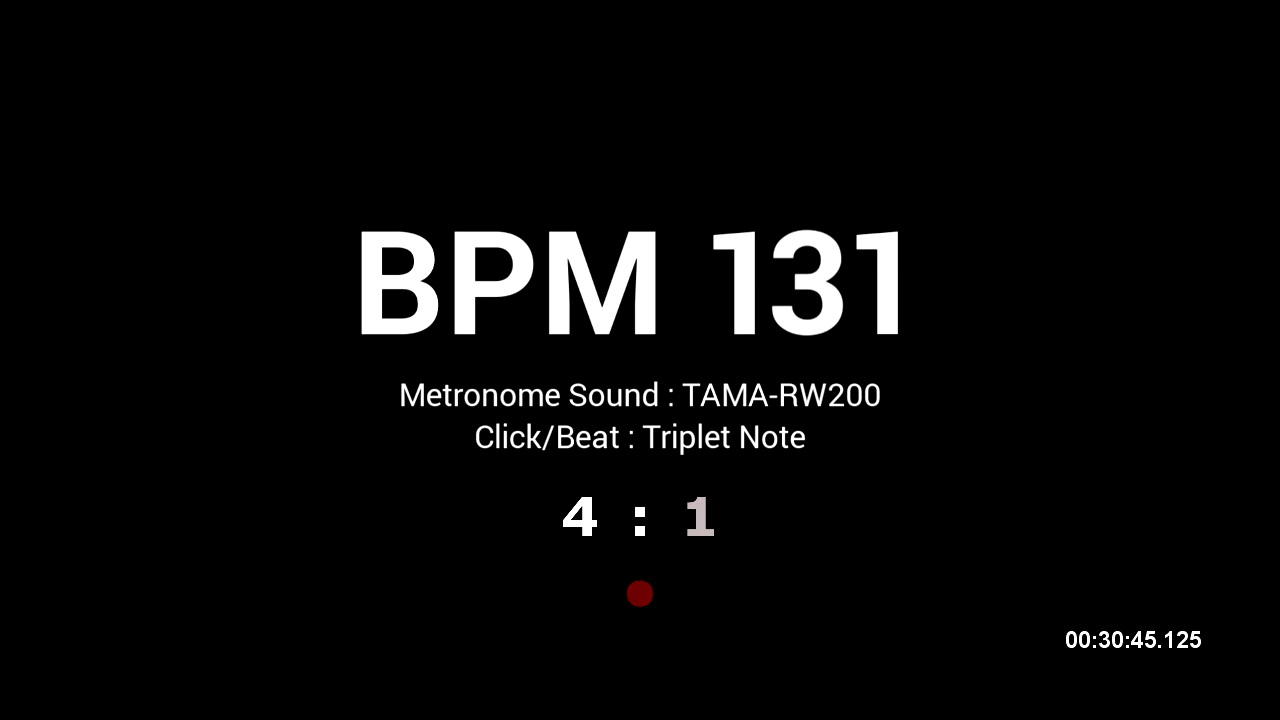 BPM 131
Metronome Sound : TAMA-RW200
Click/Beat : Triplet Note
4 : 1
00:30:45.125